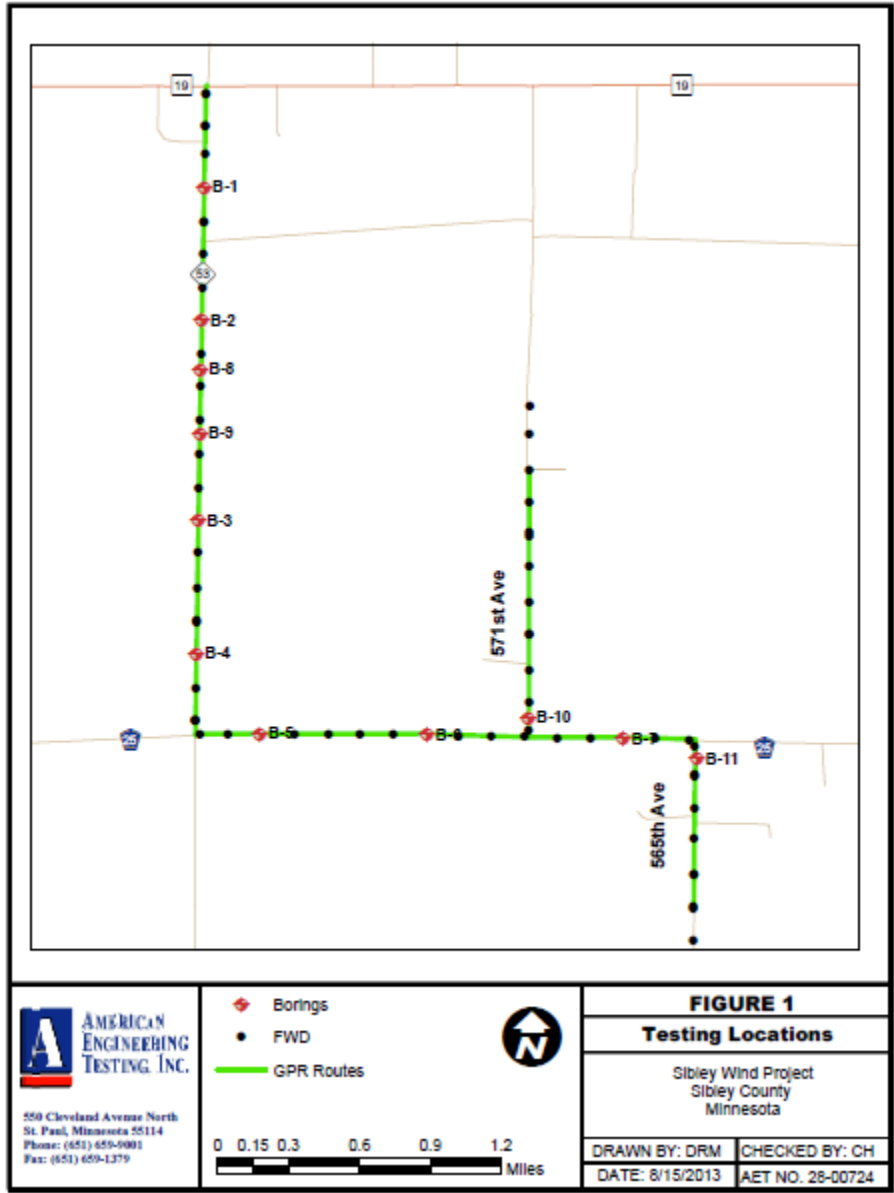 19
19
B-1
53
B-2
B-8
B-9
B-3
571st Ave
B-4
B-10
25
B-5
B-6
B-7
25
B-11
565th Ave
AMERICAN
ENGINEERING
TESTING, INC.
550 Cleveland Avenue North
St. Paul, Minnesota 55114
Phone: (651) 659-9001
Fax: (651) 659-1379
Borings
FWD
GPR Routes
N
0 0.15 0.3 0.6 0.9 1.2
Miles
FIGURE 1
Testing Locations
Sibley Wind Project
Sibley County
Minnesota
DRAWN BY: DRM
CHECKED BY: CH
DATE: 8/15/2013
AET NO. 28-00724